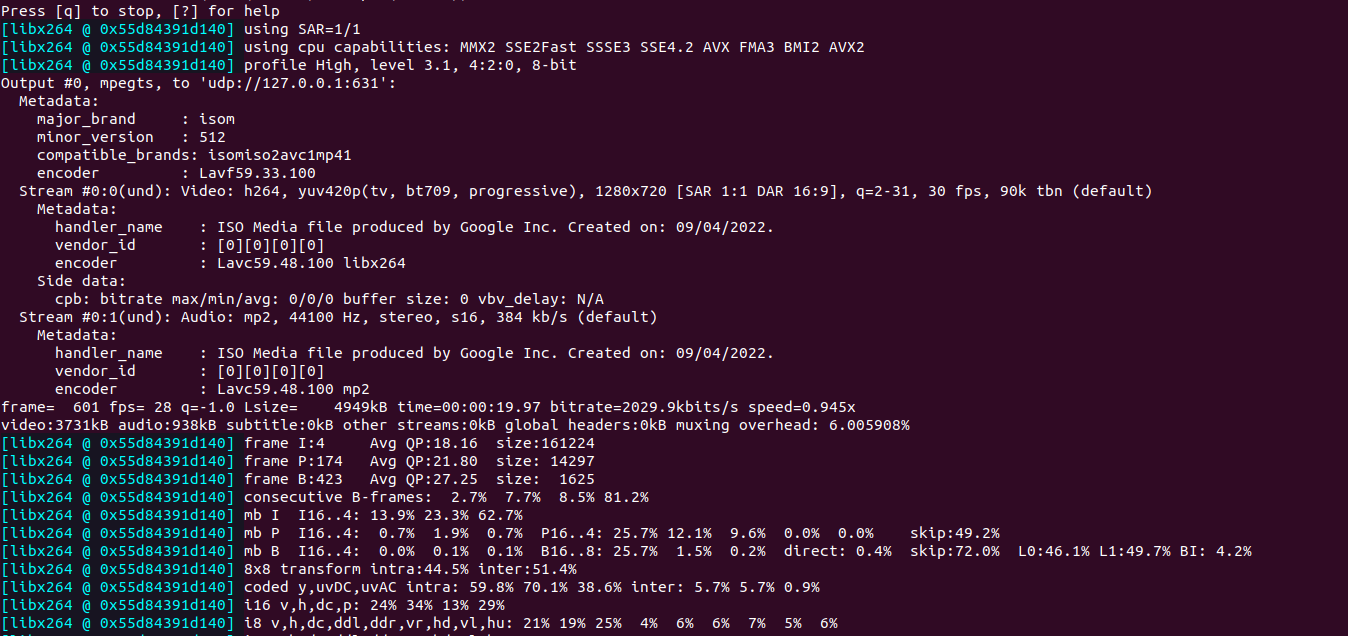 Press [q] to stop, [?] for help
[libx264 @ 0x55d84391d140] using SAR=1/1
[libx264 @ 0x55d84391d140] using cpu capabilities: MMX2 SSE2Fast SSSE3 SSE4.2 AVX FMA3 BMI2 AVX2
[libx264 @ 0x55d84391d140] profile High, level 3.1, 4:2:0, 8-bit
Output #0, mpegts, to 'udp://127.0.0.1:631':
  Metadata:
    major_brand     : isom
    minor_version   : 512
    compatible_brands: isomiso2avc1mp41
    encoder         : Lavf59.33.100
  Stream #0:0(und): Video: h264, yuv420p(tv, bt709, progressive), 1280x720 [SAR 1:1 DAR 16:9], q=2-31, 30 fps, 90k tbn (default)
    Metadata:
      handler_name    : ISO Media file produced by Google Inc. Created on: 09/04/2022.
      vendor_id       : [0][0][0][0]
      encoder         : Lavc59.48.100 libx264
    Side data:
      cpb: bitrate max/min/avg: 0/0/0 buffer size: 0 vbv_delay: N/A
  Stream #0:1(und): Audio: mp2, 44100 Hz, stereo, s16, 384 kb/s (default)
    Metadata:
      handler_name    : ISO Media file produced by Google Inc. Created on: 09/04/2022.
      vendor_id       : [0][0][0][0]
      encoder         : Lavc59.48.100 mp2
frame=  601 fps= 28 q=-1.0 Lsize=    4949kB time=00:00:19.97 bitrate=2029.9kbits/s speed=0.945x
video:3731kB audio:938kB subtitle:0kB other streams:0kB global headers:0kB muxing overhead: 6.005908%
[libx264 @ 0x55d84391d140] frame I:4     Avg QP:18.16  size:161224
[libx264 @ 0x55d84391d140] frame P:174   Avg QP:21.80  size: 14297
[libx264 @ 0x55d84391d140] frame B:423   Avg QP:27.25  size:  1625
[libx264 @ 0x55d84391d140] consecutive B-frames:  2.7%  7.7%  8.5% 81.2%
[libx264 @ 0x55d84391d140] mb I  I16..4: 13.9% 23.3% 62.7%
[libx264 @ 0x55d84391d140] mb P  I16..4:  0.7%  1.9%  0.7%  P16..4: 25.7% 12.1%  9.6%  0.0%  0.0%    skip:49.2%
[libx264 @ 0x55d84391d140] mb B  I16..4:  0.0%  0.1%  0.1%  B16..8: 25.7%  1.5%  0.2%  direct: 0.4%  skip:72.0%  L0:46.1% L1:49.7% BI: 4.2%
[libx264 @ 0x55d84391d140] 8x8 transform intra:44.5% inter:51.4%
[libx264 @ 0x55d84391d140] coded y,uvDC,uvAC intra: 59.8% 70.1% 38.6% inter: 5.7% 5.7% 0.9%
[libx264 @ 0x55d84391d140] i16 v,h,dc,p: 24% 34% 13% 29%
[libx264 @ 0x55d84391d140] i8 v,h,dc,ddl,ddr,vr,hd,vl,hu: 21% 19% 25%  4%  6%  6%  7%  5%  6%